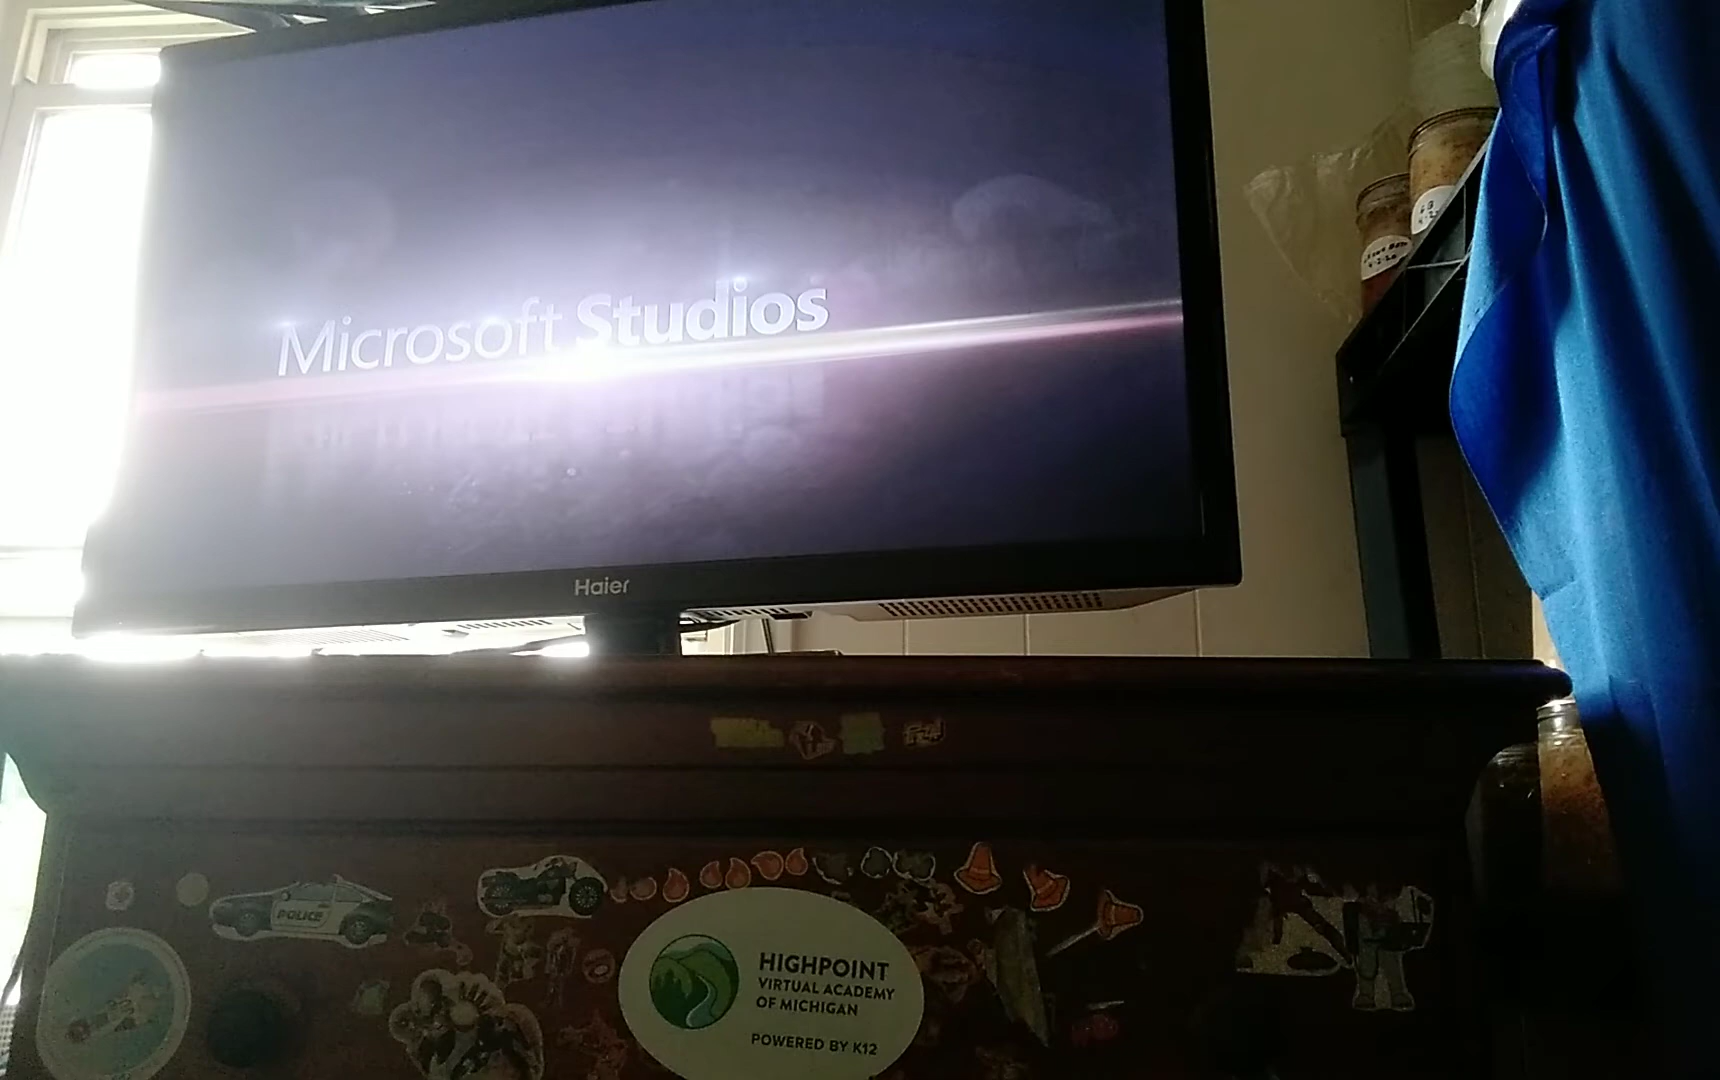 Microsoft Studios
Haier
POLICE
HIGHPOINT
VIRTUAL ACADEMY
OF MICHIGAN
POWERED BY K12